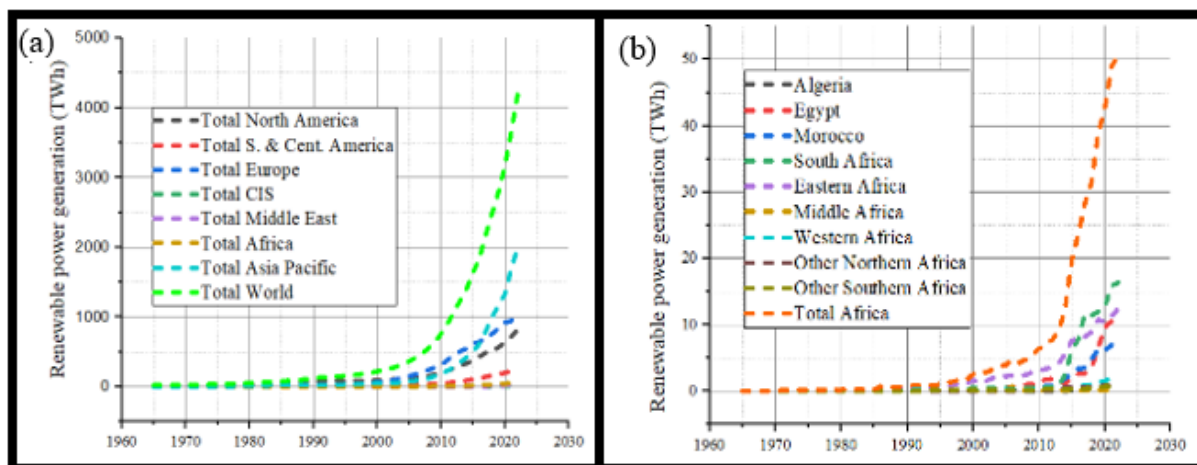 (a)
Renewable power generation (TWh)
5000
4000
3000
2000
1000
0
Total North America
Total S. & Cent. America
Total Europe
Total CIS
Total Middle East
Total Africa
Total Asia Pacific
Total World
1960 1970 1980 1990 2000 2010 2020 2030
(b)
Renewable power generation (TWh)
50
40
30
20
10
0
Algeria
Egypt
Morocco
South Africa
Eastern Africa
Middle Africa
Western Africa
Other Northern Africa
Other Southern Africa
Total Africa
1960 1970 1980 1990 2000 2010 2020 2030